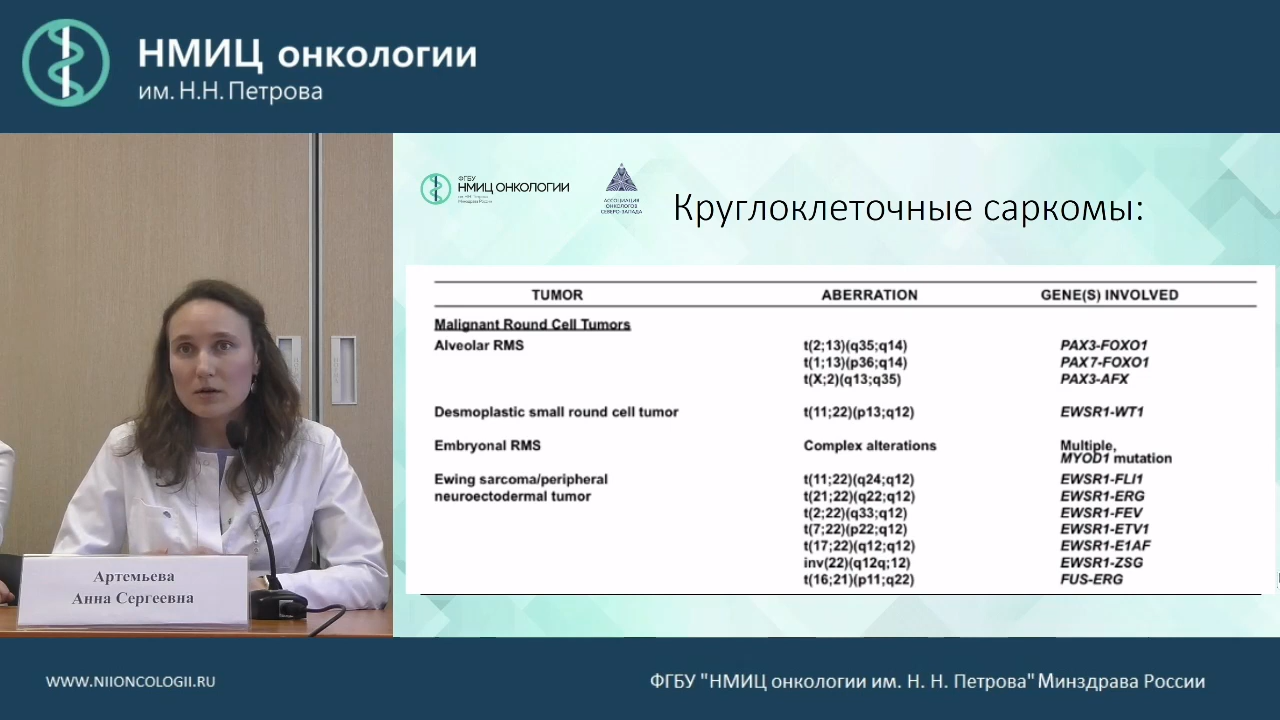 НМИЦ онкологии
им. Н.Н. Петрова
ФГБУ
НМИЦ ОНКОЛОГИИ
АССОЦИАЦИЯ
ОНКОЛОГОВ
СЕВЕРО-ЗАПАДА
Круглоклеточные саркомы:
TUMOR ABERRATION GENE(S) INVOLVED
Malignant Round Cell Tumors
Alveolar RMS t(2;13)(q35;q14) PAX3-FOXO1
t(1;13)(p36;q14) PAX7-FOXO1
t(X;2)(q13;q35) PAX3-AFX
Desmoplastic small round cell tumor t(11;22)(p13;q12) EWSR1-WT1
Embryonal RMS Complex alterations Multiple,
MYOD1 mutation
Ewing sarcoma/peripheral t(11;22)(q24;q12) EWSR1-FLI1
neuroectodermal tumor t(21;22)(q22;q12) EWSR1-ERG
t(2;22)(q33;q12) EWSR1-FEV
t(7;22)(p22;q12) EWSR1-ETV1
t(17;22)(q12;q12) EWSR1-E1AF
inv(22)(q12q;12) EWSR1-ZSG
t(16;21)(p11;q22) FUS-ERG
Артемьева
Анна Сергеевна
WWW.NIIONCOLOGII.RU
ФГБУ "НМИЦ онкологии им. Н. Н. Петрова" Минздрава России